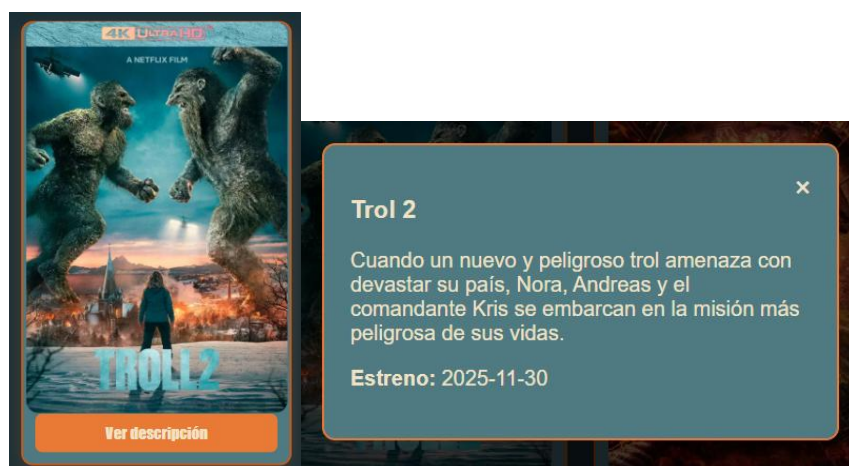 4K ULTRA HD
A NETFLIX FILM
TROLL 2
Ver descripción
×
Trol 2
Cuando un nuevo y peligroso trol amenaza con
devastar su país, Nora, Andreas y el
comandante Kris se embarcan en la misión más
peligrosa de sus vidas.
Estreno: 2025-11-30